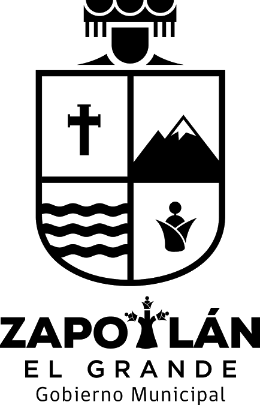 ZAPOTLÁN
EL GRANDE
Gobierno Municipal